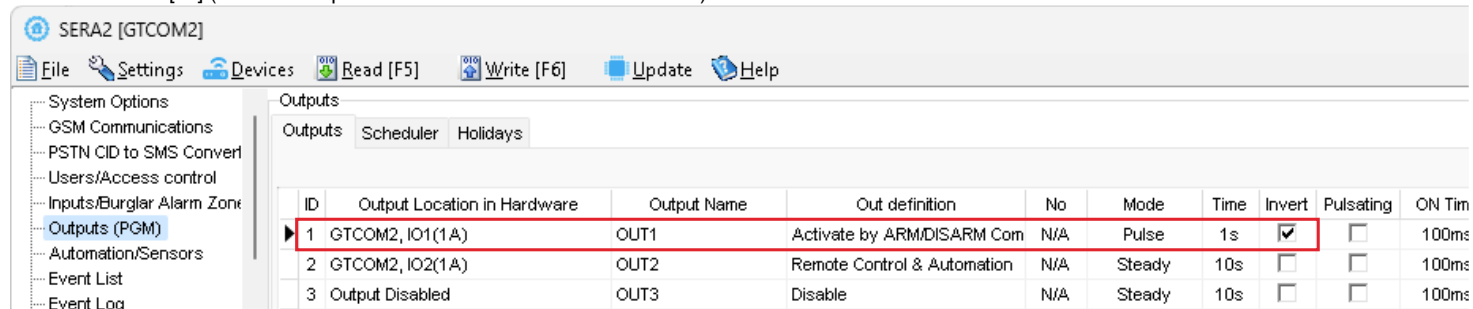 SERA2 [GTCOM2]
File Settings Devices Read [F5] Write [F6] Update Help
System Options
GSM Communications
PSTN CID to SMS Convert
Users/Access control
Inputs/Burglar Alarm Zone
Outputs (PGM)
Automation/Sensors
Event List
Event Log
Outputs
Outputs Scheduler Holidays
ID Output Location in Hardware Output Name Out definition No Mode Time Invert Pulsating ON Tim
1 GTCOM2, IO1(1A) OUT1 Activate by ARM/DISARM Com N/A Pulse 1s 100ms
2 GTCOM2, IO2(1A) OUT2 Remote Control & Automation N/A Steady 10s 100ms
3 Output Disabled OUT3 Disable N/A Steady 10s 100ms